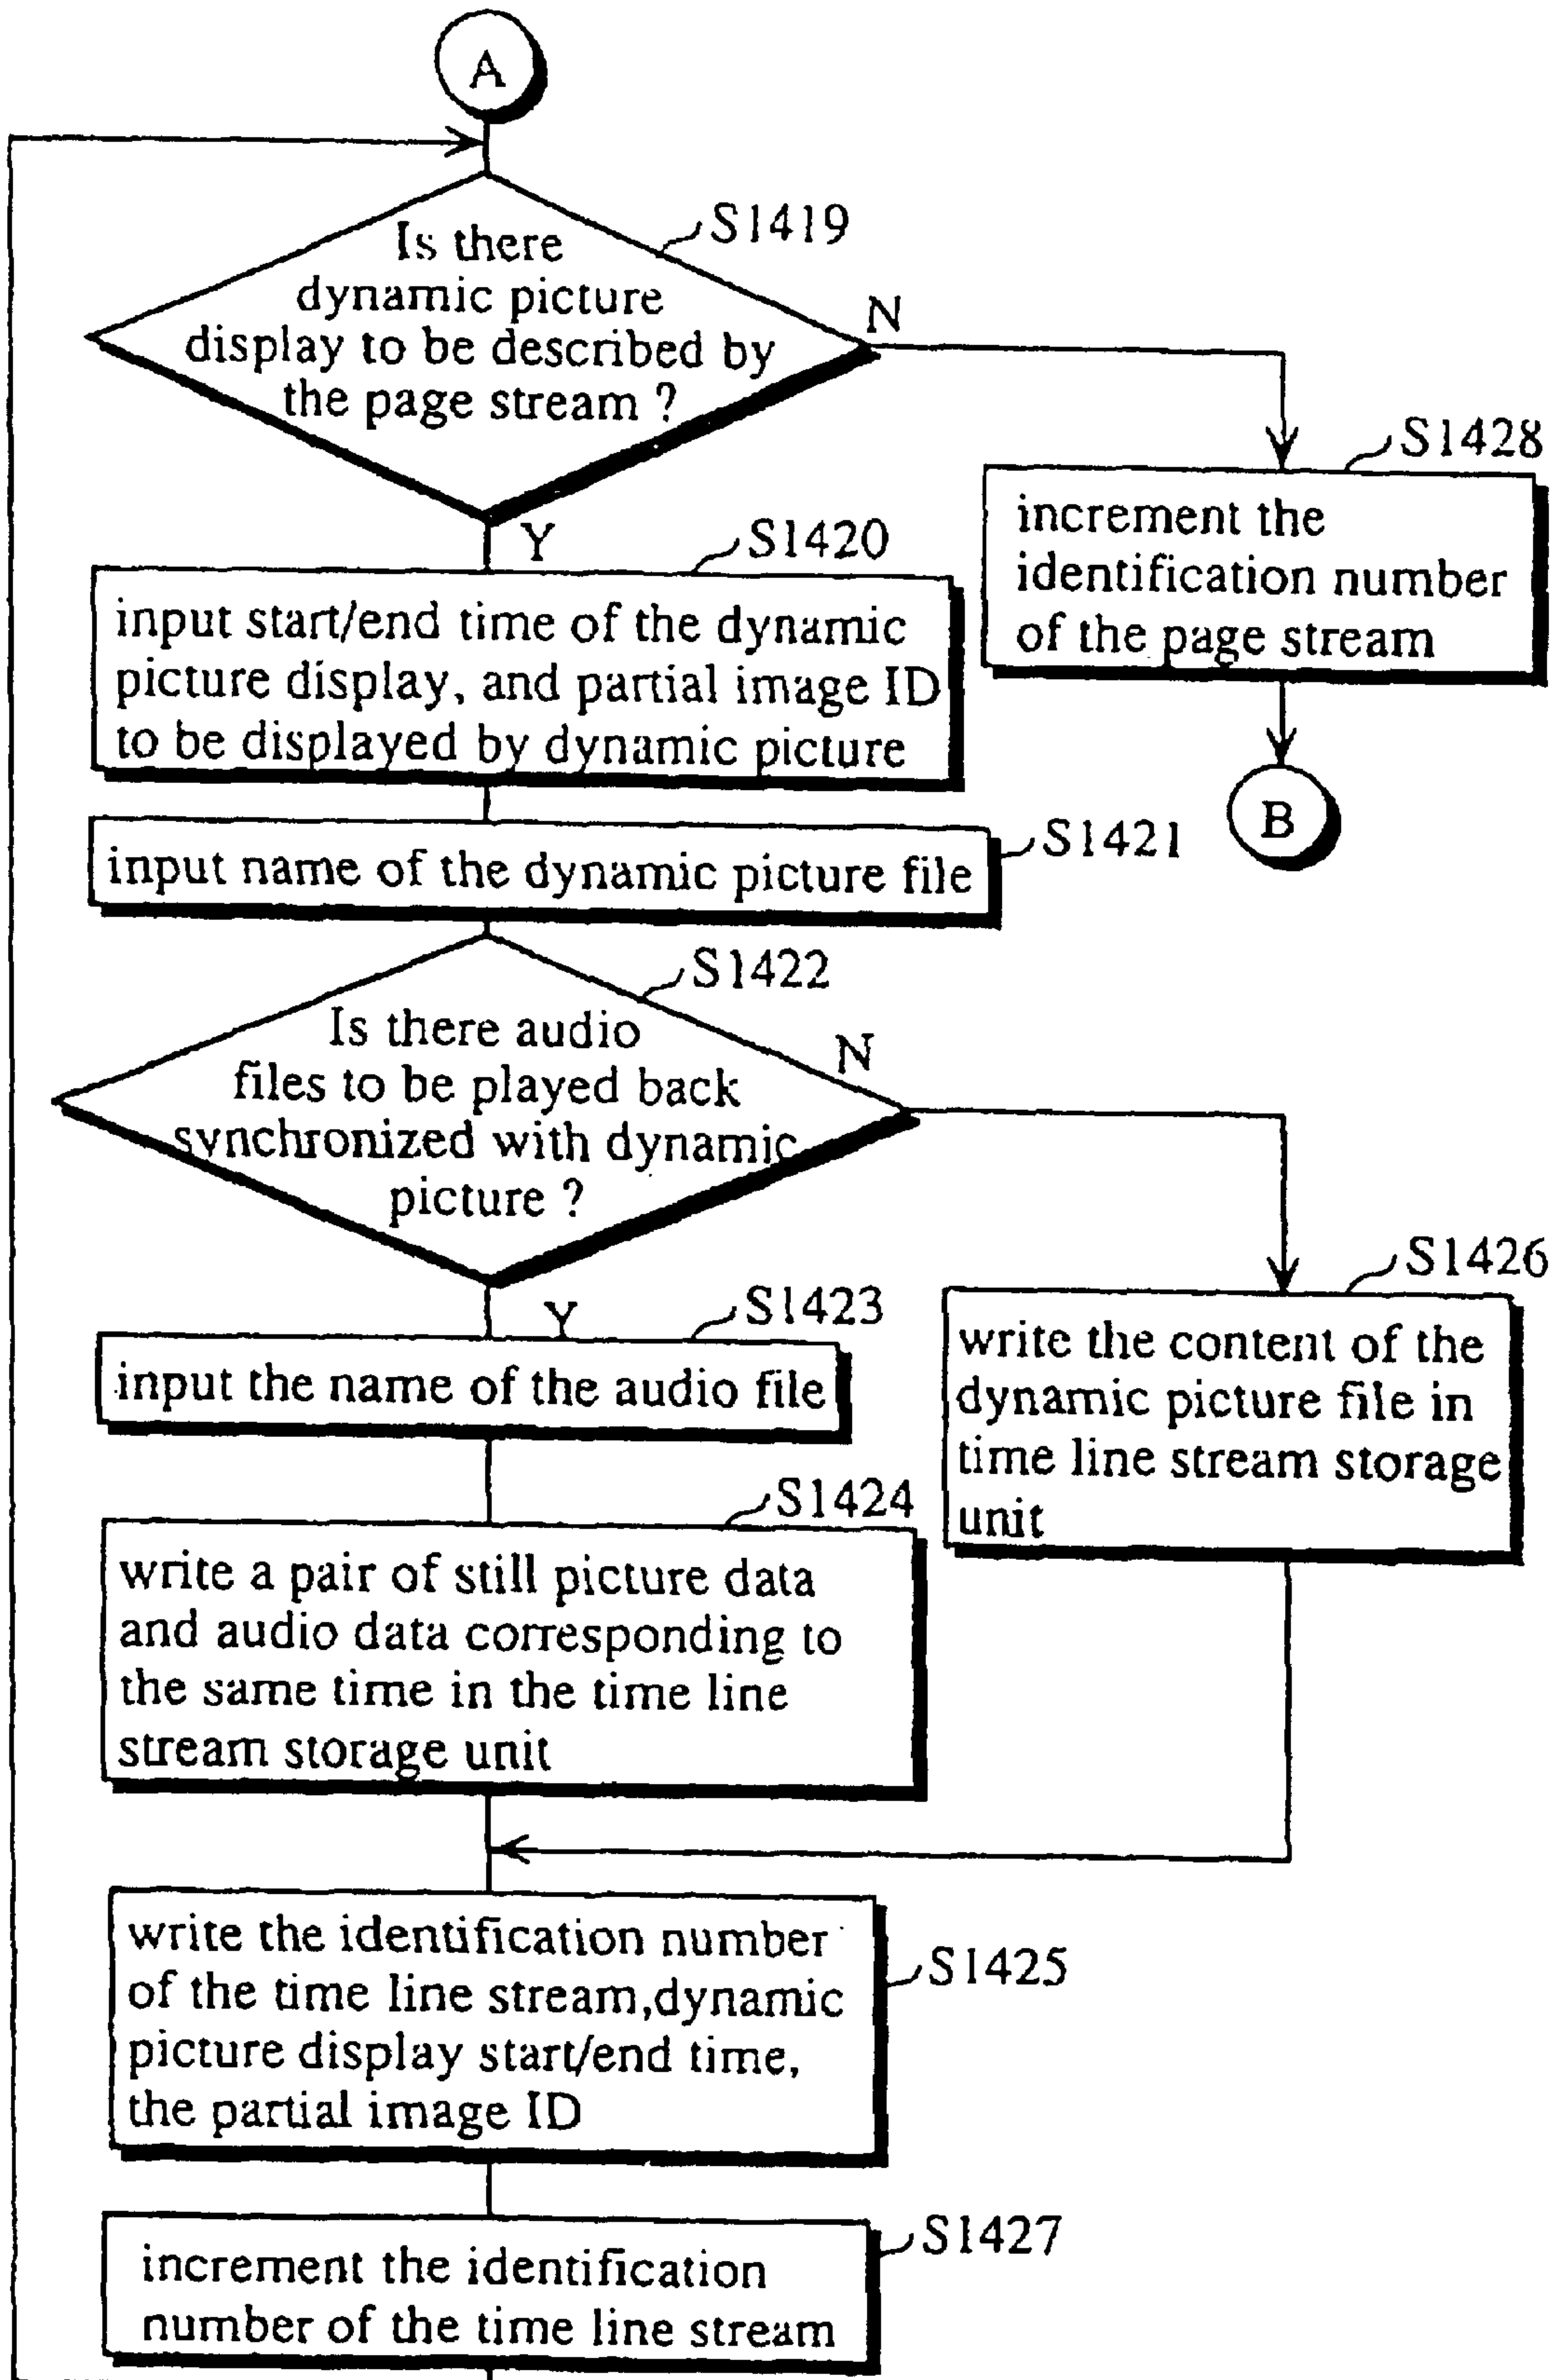 A
S1419
Is there
dynamic picture
display to be described by
the page stream ?
N
Y
S1428
increment the
identification number
of the page stream
B
S1420
input start/end time of the dynamic
picture display, and partial image ID
to be displayed by dynamic picture
S1421
input name of the dynamic picture file
S1422
Is there audio
files to be played back
synchronized with dynamic
picture ?
N
Y
S1423
input the name of the audio file
S1426
write the content of the
dynamic picture file in
time line stream storage
unit
S1424
write a pair of still picture data
and audio data corresponding to
the same time in the time line
stream storage unit
S1425
write the identification number
of the time line stream,dynamic
picture display start/end time,
the partial image ID
S1427
increment the identification
number of the time line stream